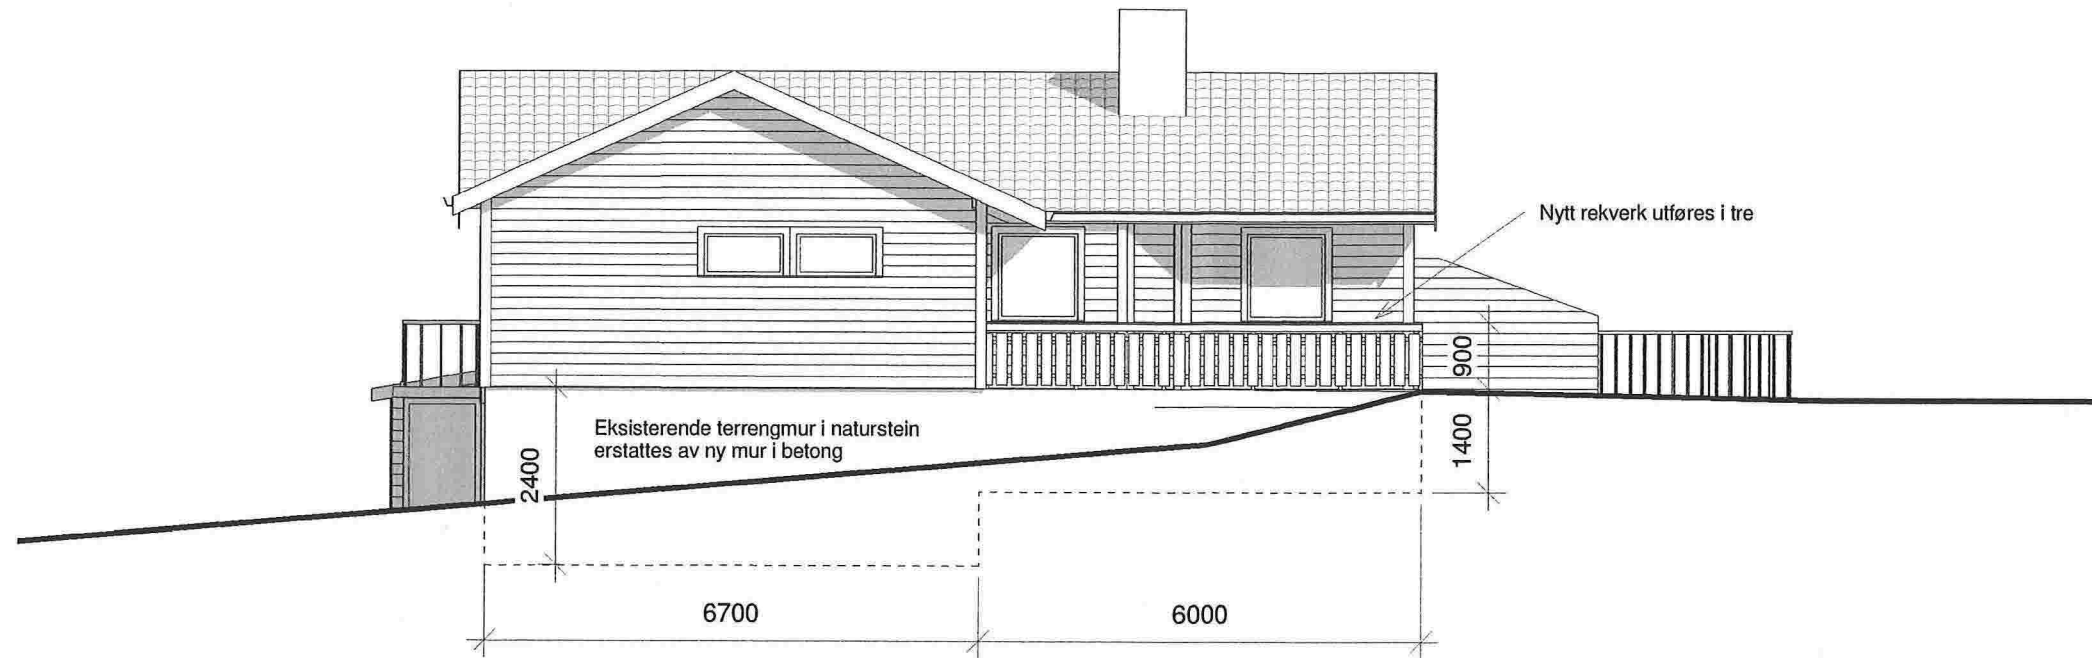 Nytt rekverk utføres i tre
900
Eksisterende terrengmur i naturstein
erstattes av ny mur i betong
1400
2400
6700
6000